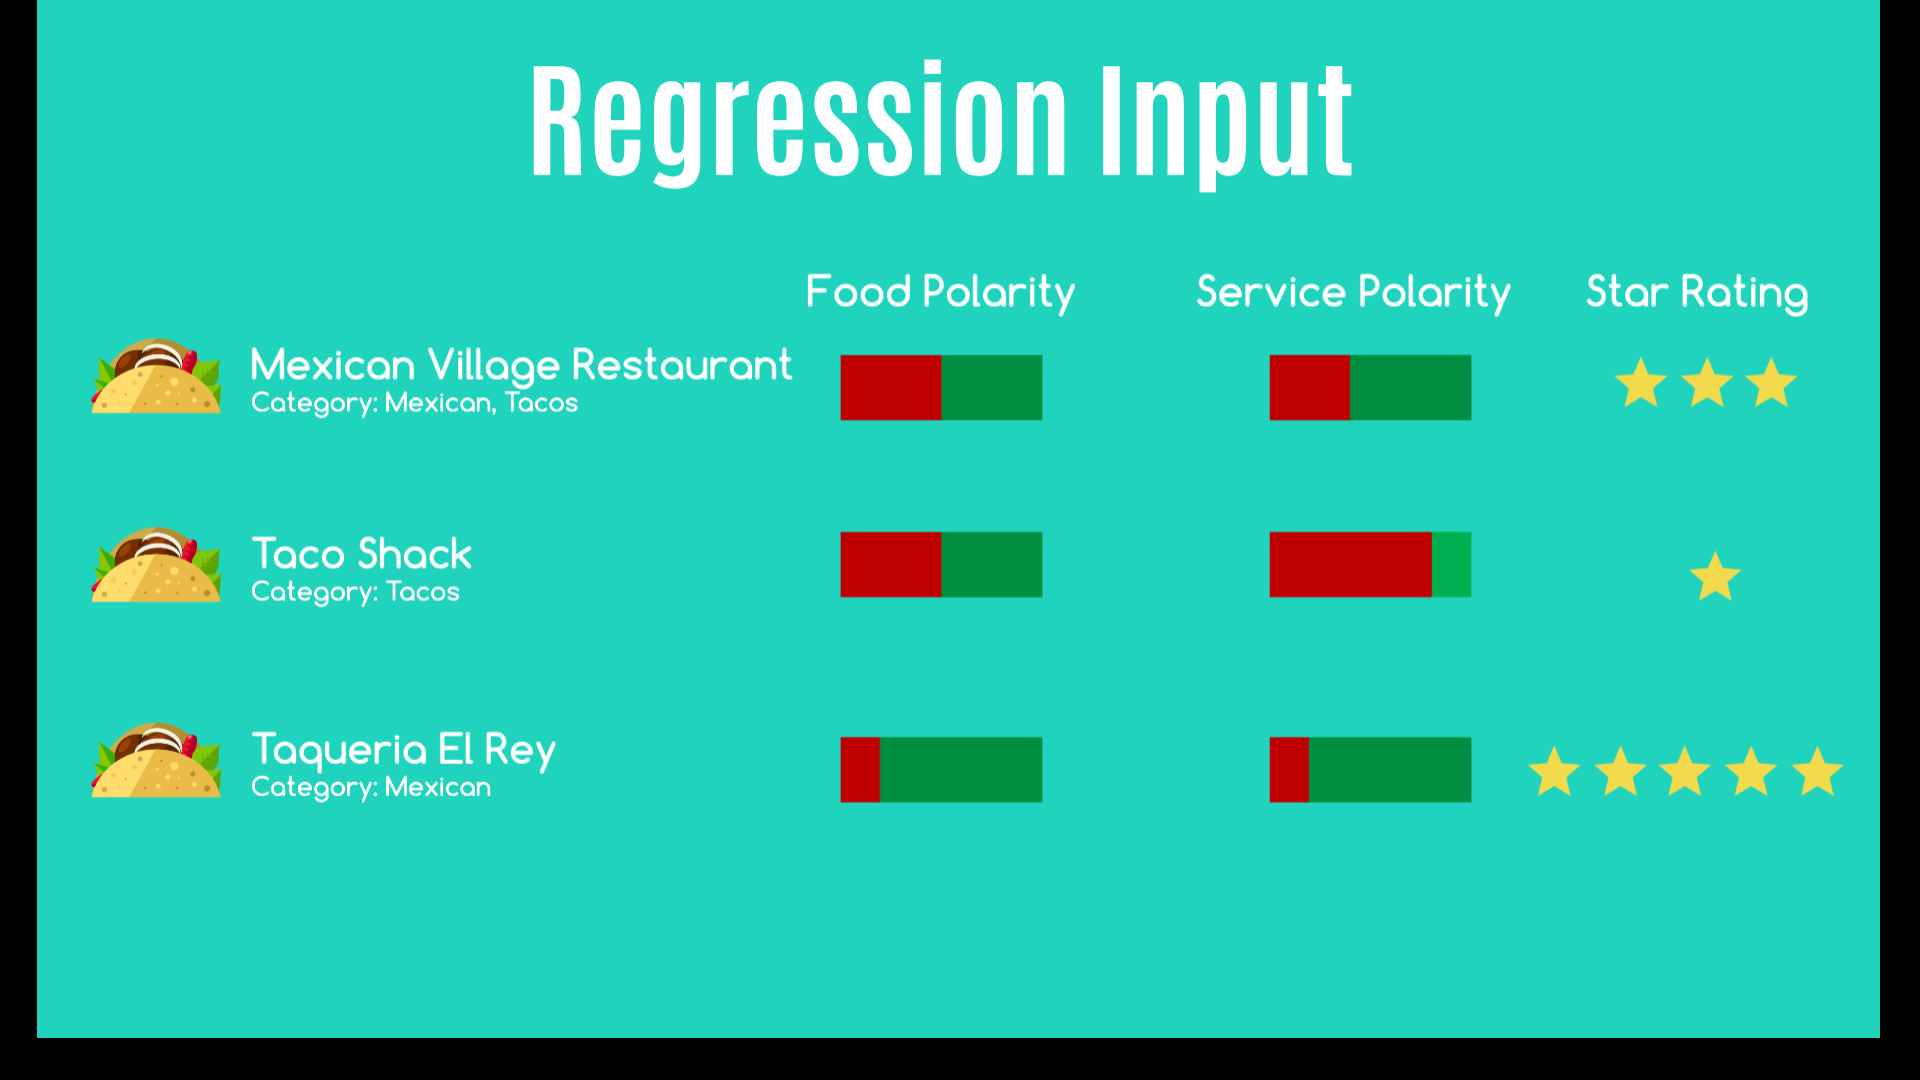 Regression Input
Food Polarity
Service Polarity
Star Rating
Mexican Village Restaurant
Category: Mexican, Tacos
Taco Shack
Category: Tacos
Taqueria El Rey
Category: Mexican